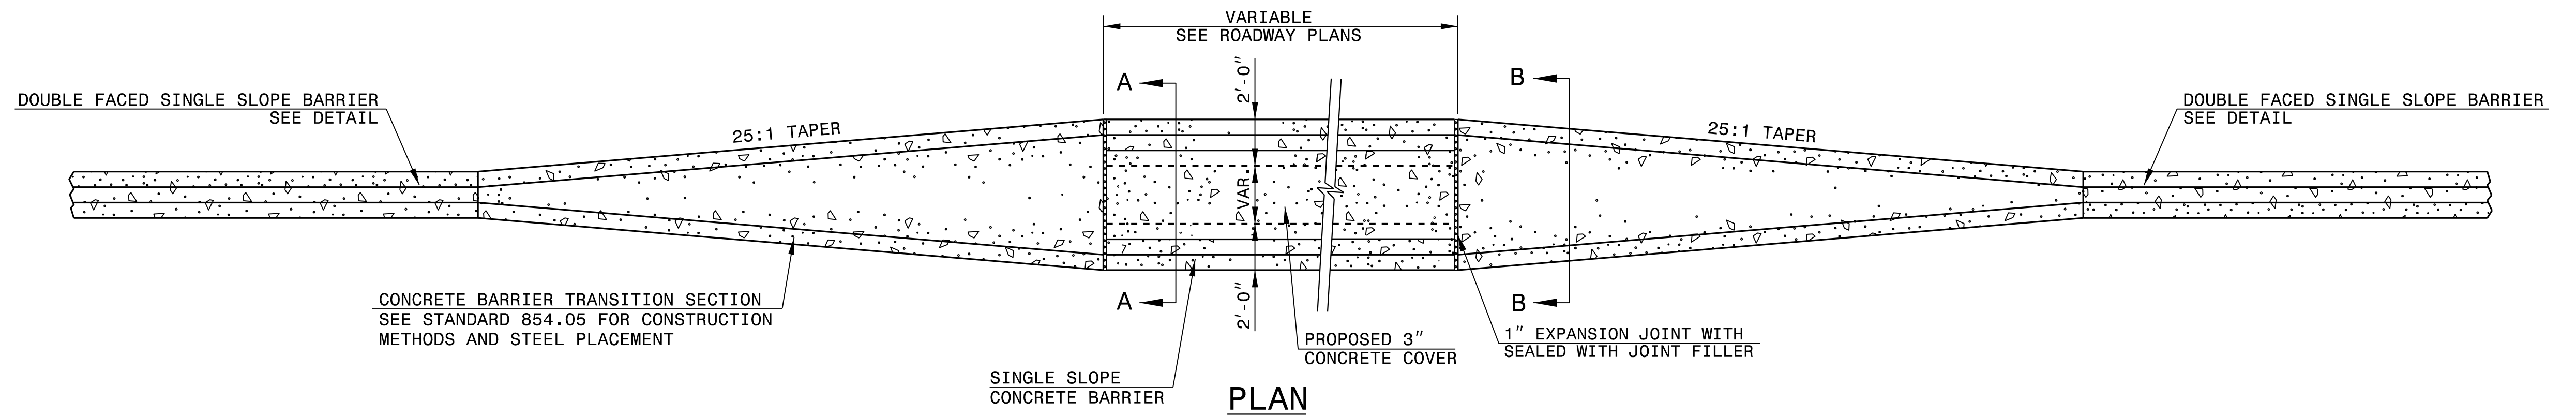 VARIABLE
SEE ROADWAY PLANS
A
2'-0"
B
DOUBLE FACED SINGLE SLOPE BARRIER
SEE DETAIL
25:1 TAPER
25:1 TAPER
DOUBLE FACED SINGLE SLOPE BARRIER
SEE DETAIL
VAR.
CONCRETE BARRIER TRANSITION SECTION
SEE STANDARD 854.05 FOR CONSTRUCTION
METHODS AND STEEL PLACEMENT
A
2'-0"
B
PROPOSED 3"
CONCRETE COVER
1" EXPANSION JOINT WITH
SEALED WITH JOINT FILLER
SINGLE SLOPE
CONCRETE BARRIER
PLAN